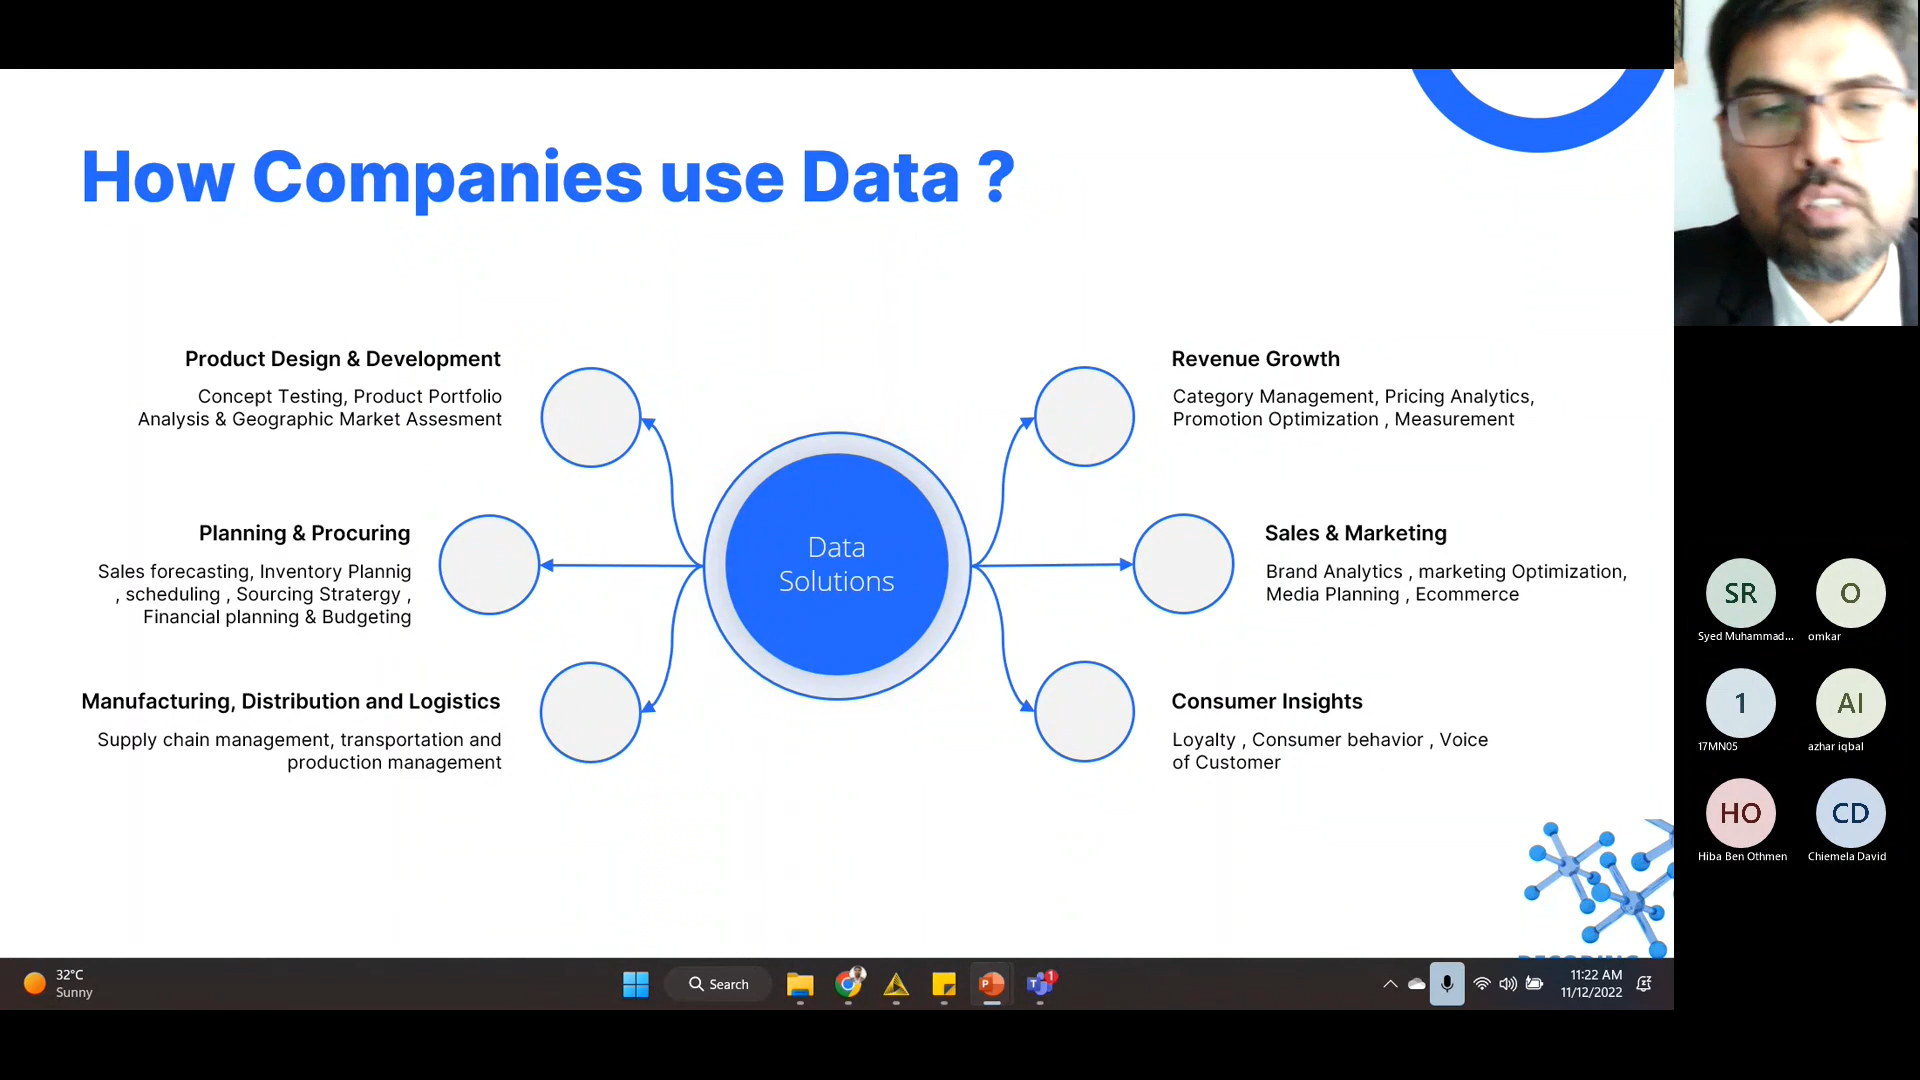 How Companies use Data ?
Product Design & Development
Concept Testing, Product Portfolio
Analysis & Geographic Market Assesment
Planning & Procuring
Sales forecasting, Inventory Plannig
, scheduling , Sourcing Stratergy ,
Financial planning & Budgeting
Manufacturing, Distribution and Logistics
Supply chain management, transportation and
production management
Data
Solutions
Revenue Growth
Category Management, Pricing Analytics,
Promotion Optimization , Measurement
Sales & Marketing
Brand Analytics , marketing Optimization,
Media Planning , Ecommerce
Consumer Insights
Loyalty , Consumer behavior , Voice
of Customer
SR
Syed Muhammad...
O
omkar
1
17MN05
AI
azhar iqbal
HO
Hiba Ben Othmen
CD
Chiemela David
32°C
Sunny
Search
P
T
1
11:22 AM
11/12/2022